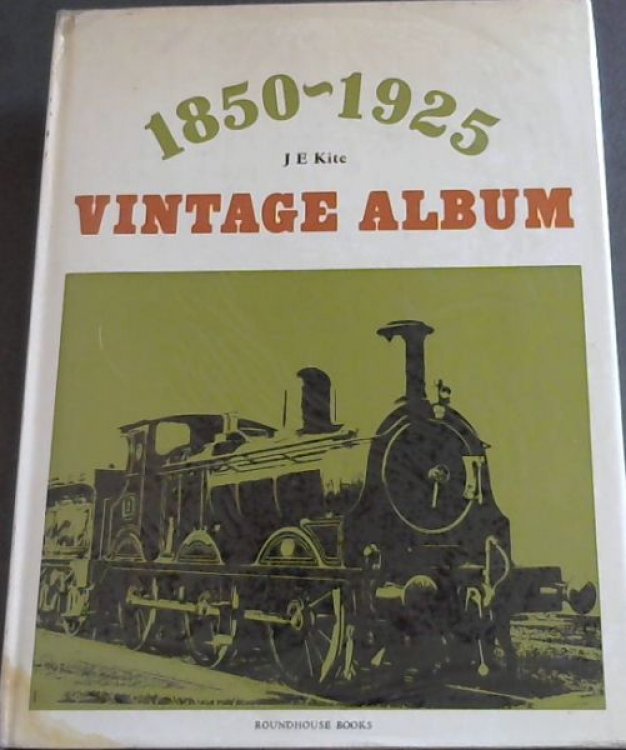 1850~1925
J E Kite
VINTAGE ALBUM
ROUNDHOUSE BOOKS